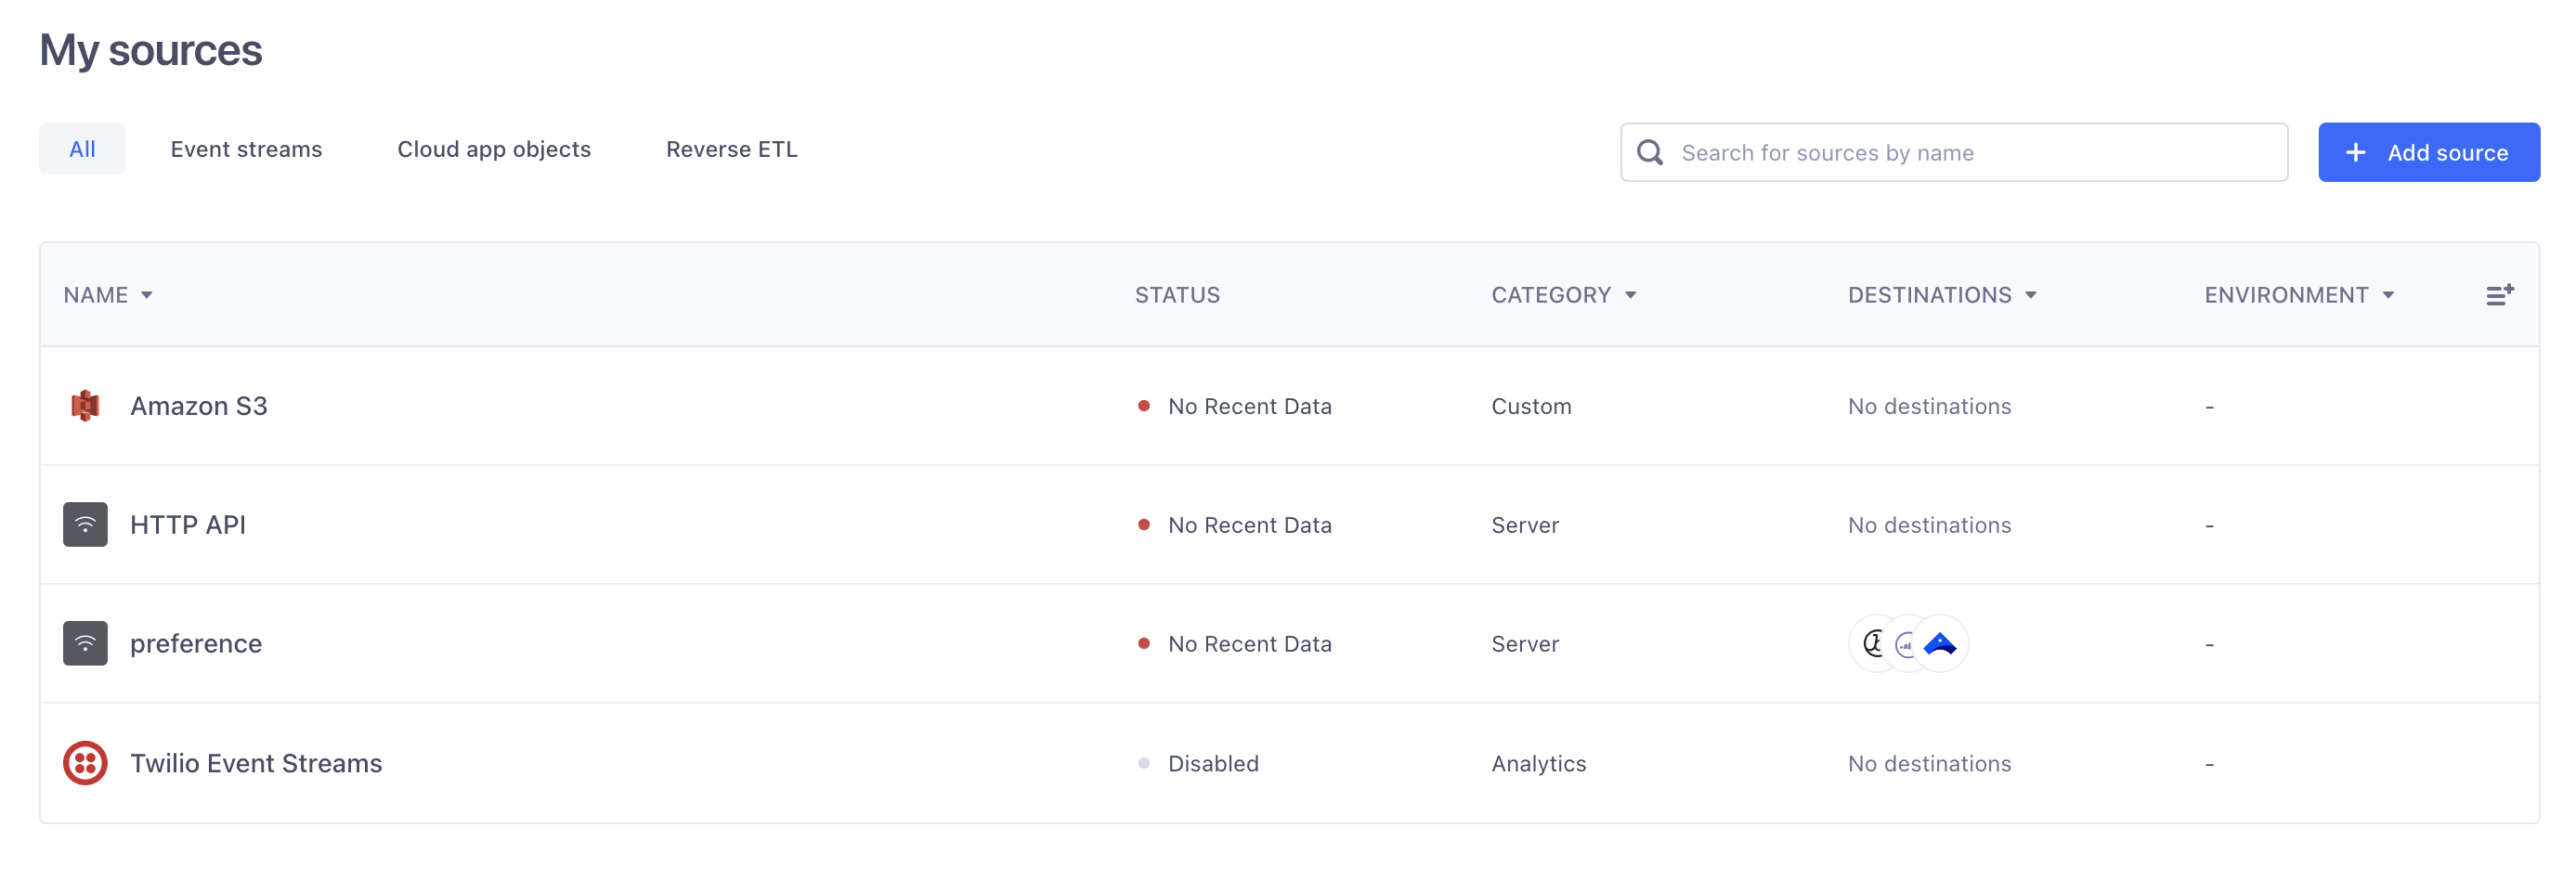 My sources
All Event streams Cloud app objects Reverse ETL Search for sources by name + Add source
NAME STATUS CATEGORY DESTINATIONS ENVIRONMENT
Amazon S3 No Recent Data Custom No destinations -
HTTP API No Recent Data Server No destinations -
preference No Recent Data Server -
Twilio Event Streams Disabled Analytics No destinations -